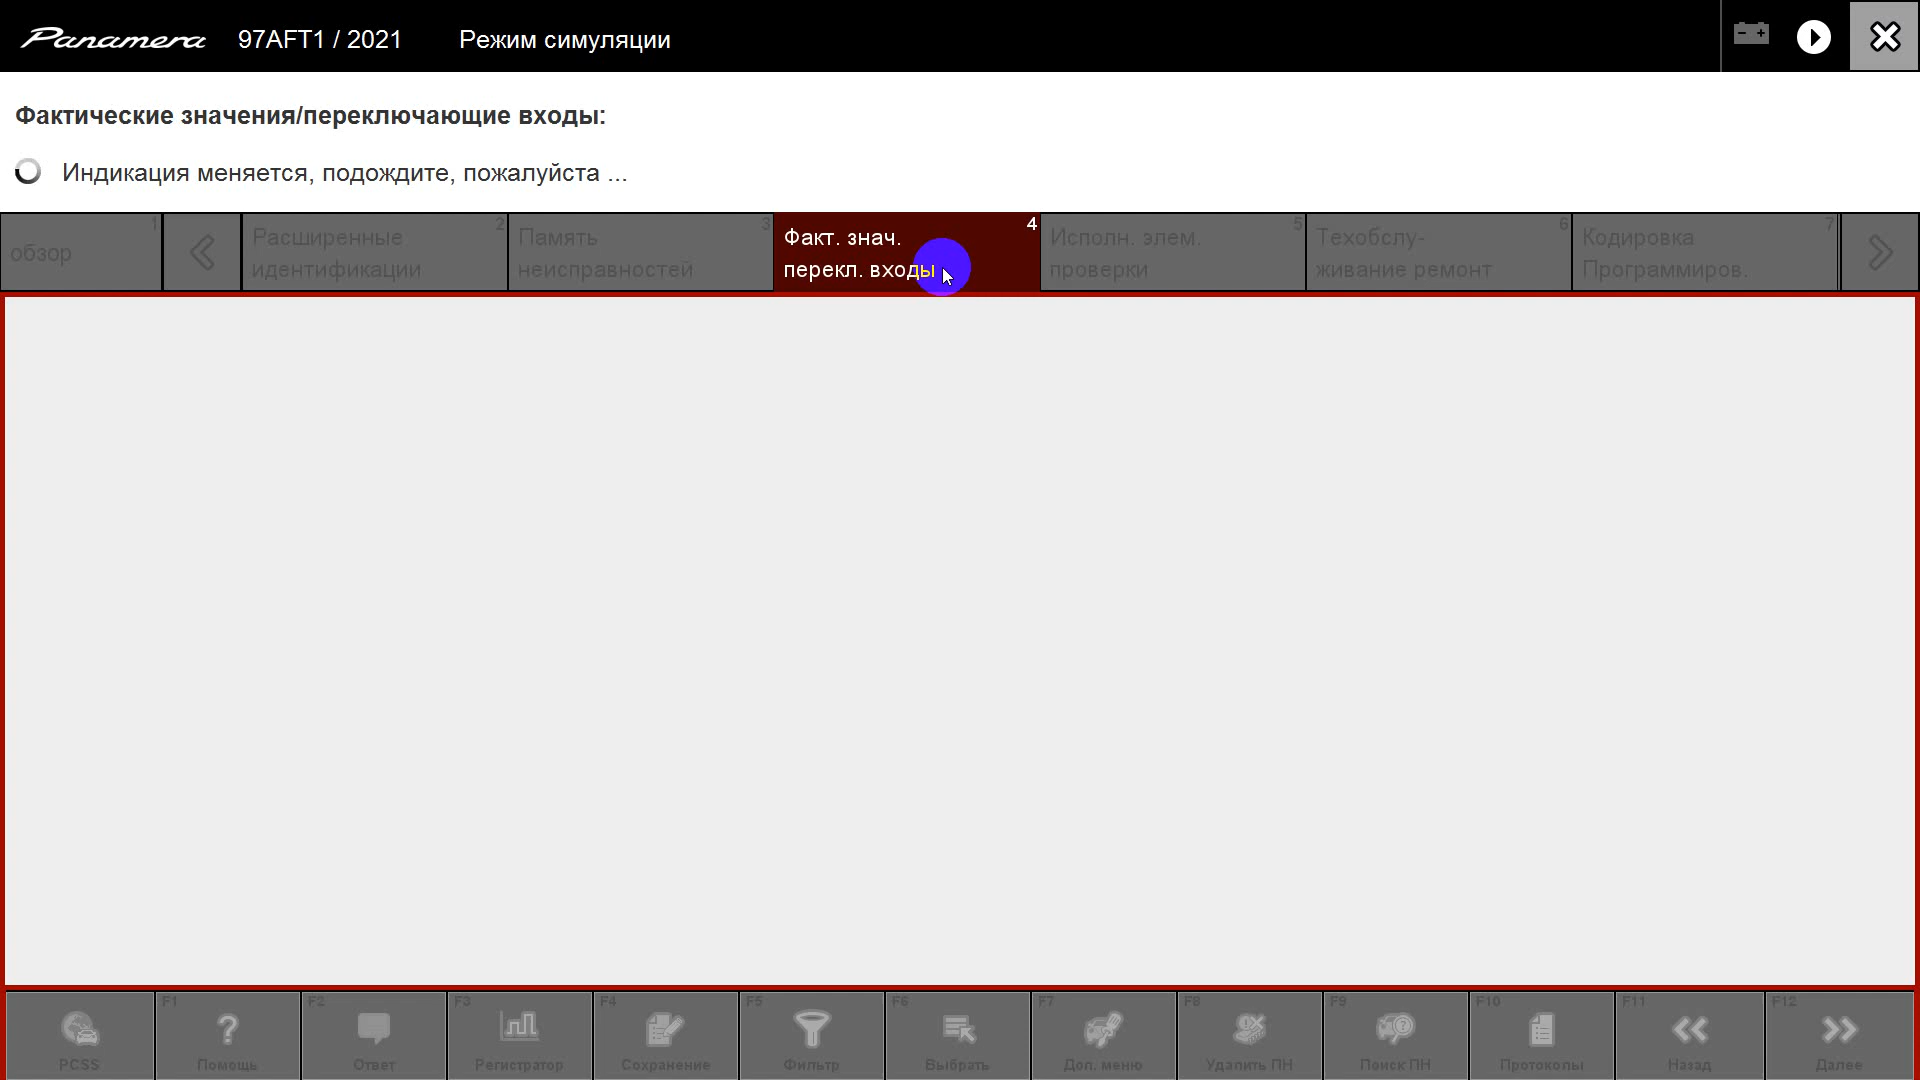 Panamera 97AFT1 / 2021 Режим симуляции
Фактические значения/переключающие входы:
Индикация меняется, подождите, пожалуйста ...
1
обзор
2
Расширенные
идентификации
3
Память
неисправностей
4
Факт. знач.
перекл. входы
5
Исполн. элем.
проверки
6
Техобслу-
живание ремонт
7
Кодировка
Программиров.
PCSS
F1
Помощь
F2
Ответ
F3
Регистратор
F4
Сохранение
F5
Фильтр
F6
Выбрать
F7
Доп. меню
F8
Удалить ПН
F9
Поиск ПН
F10
Протоколы
F11
Назад
F12
Далее